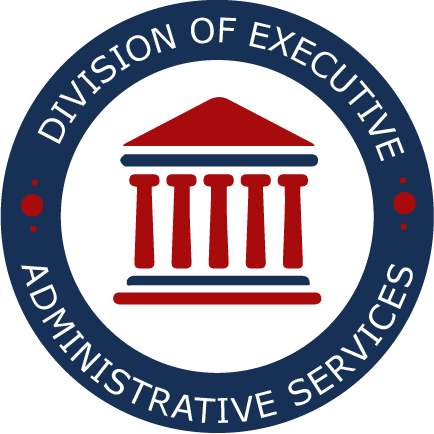 DIVISION OF EXECUTIVE
ADMINISTRATIVE SERVICES